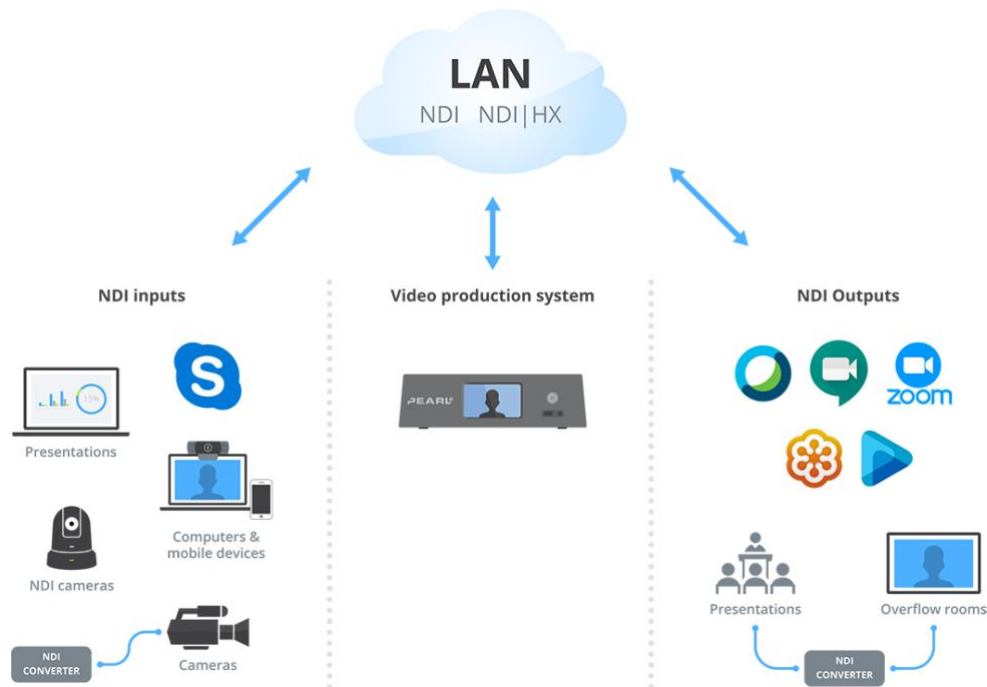 LAN
NDI NDI|HX
NDI inputs
Video production system
NDI Outputs
S
15%
Presentations
Computers &
mobile devices
NDI cameras
NDI
CONVERTER
Cameras
PEARL
zoom
Presentations
Overflow rooms
NDI
CONVERTER